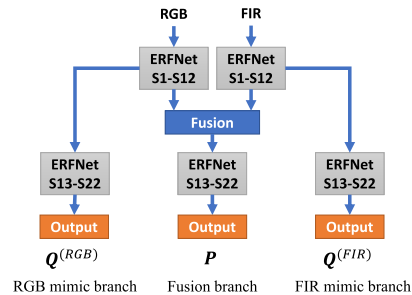 RGB FIR
ERFNet ERFNet
S1-S12 S1-S12
Fusion
ERFNet ERFNet ERFNet
S13-S22 S13-S22 S13-S22
Output Output Output
Q^(RGB) P Q^(FIR)
RGB mimic branch Fusion branch FIR mimic branch